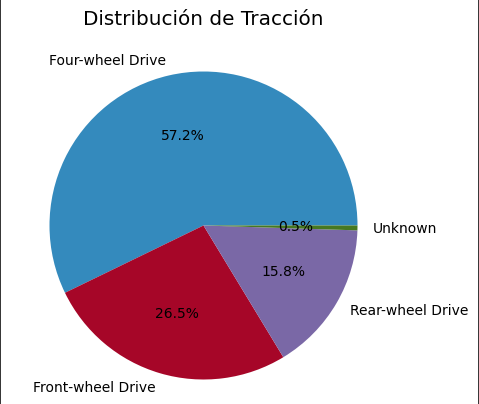 Distribución de Tracción
Four-wheel Drive
57.2%
0.5%
Unknown
15.8%
Rear-wheel Drive
26.5%
Front-wheel Drive